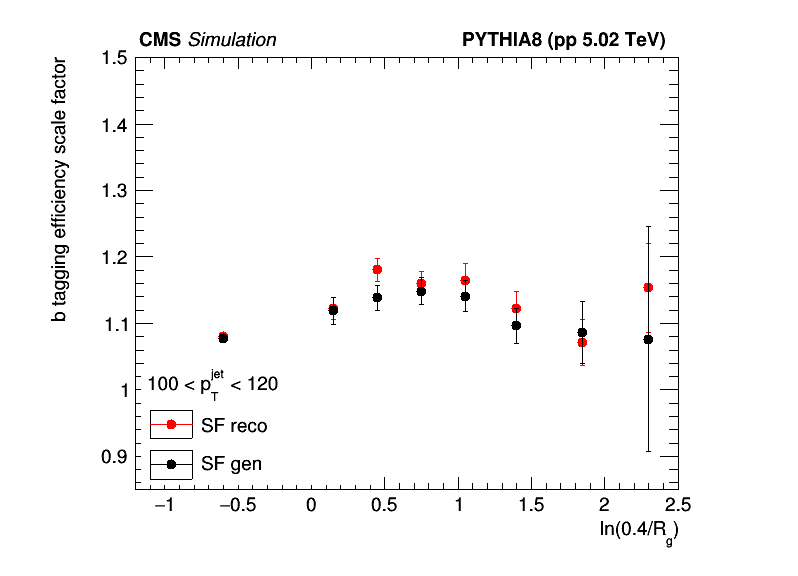 CMS Simulation PYTHIA8 (pp 5.02 TeV)
b tagging efficiency scale factor
1.5
1.4
1.3
1.2
1.1
1
0.9
100 < p_T^jet < 120
SF reco
SF gen
−1 −0.5 0 0.5 1 1.5 2 2.5
ln(0.4/R_g)